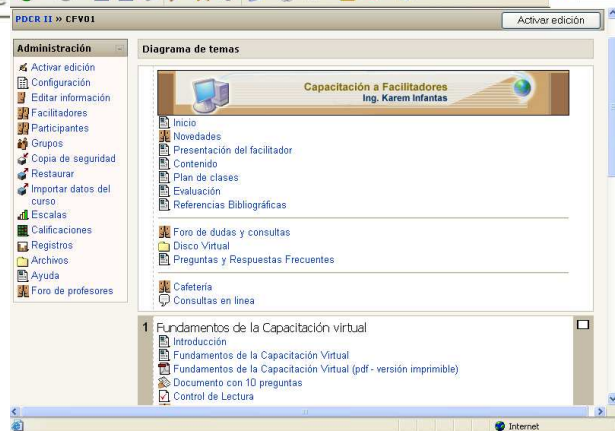 PDCR II » CFV01
Activar edición
Administración
Activar edición
Configuración
Editar información
Facilitadores
Participantes
Grupos
Copia de seguridad
Restaurar
Importar datos del
curso
Escalas
Calificaciones
Registros
Archivos
Ayuda
Foro de profesores
Diagrama de temas
Capacitación a Facilitadores
Ing. Karem Infantas
Inicio
Novedades
Presentación del facilitador
Contenido
Plan de clases
Evaluación
Referencias Bibliográficas
Foro de dudas y consultas
Disco Virtual
Preguntas y Respuestas Frecuentes
Cafetería
Consultas en linea
1 Fundamentos de la Capacitación virtual
Introducción
Fundamentos de la Capacitación Virtual
Fundamentos de la Capacitación Virtual (pdf - versión imprimible)
Documento con 10 preguntas
Control de Lectura
Internet